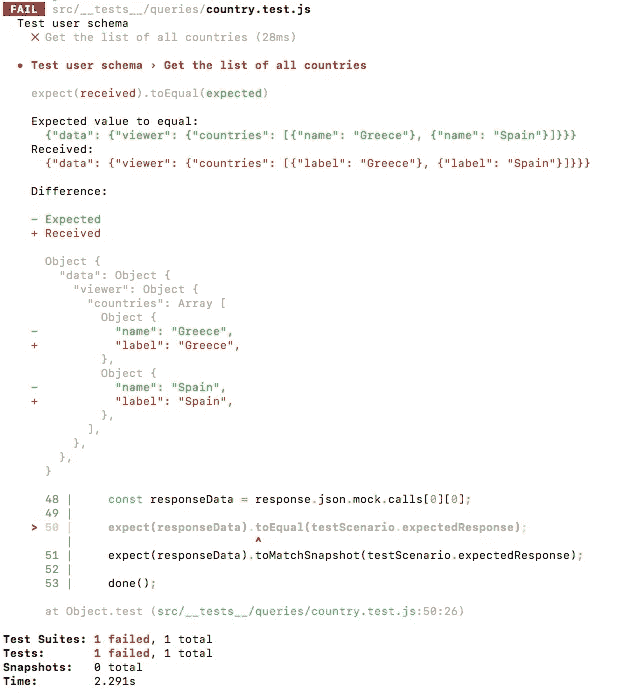 FAIL src/__tests__/queries/country.test.js
Test user schema
✕ Get the list of all countries (28ms)
● Test user schema › Get the list of all countries
expect(received).toEqual(expected)
Expected value to equal:
{"data": {"viewer": {"countries": [{"name": "Greece"}, {"name": "Spain"}]}}}
Received:
{"data": {"viewer": {"countries": [{"label": "Greece"}, {"label": "Spain"}]}}}
Difference:
- Expected
+ Received
Object {
"data": Object {
"viewer": Object {
"countries": Array [
Object {
- "name": "Greece",
+ "label": "Greece",
},
Object {
- "name": "Spain",
+ "label": "Spain",
},
],
},
},
}
48 | const responseData = response.json.mock.calls[0][0];
49 |
> 50 | expect(responseData).toEqual(testScenario.expectedResponse);
| ^
51 | expect(responseData).toMatchSnapshot(testScenario.expectedResponse);
52 |
53 | done();
at Object.test (src/__tests__/queries/country.test.js:50:26)
Test Suites: 1 failed, 1 total
Tests: 1 failed, 1 total
Snapshots: 0 total
Time: 2.291s